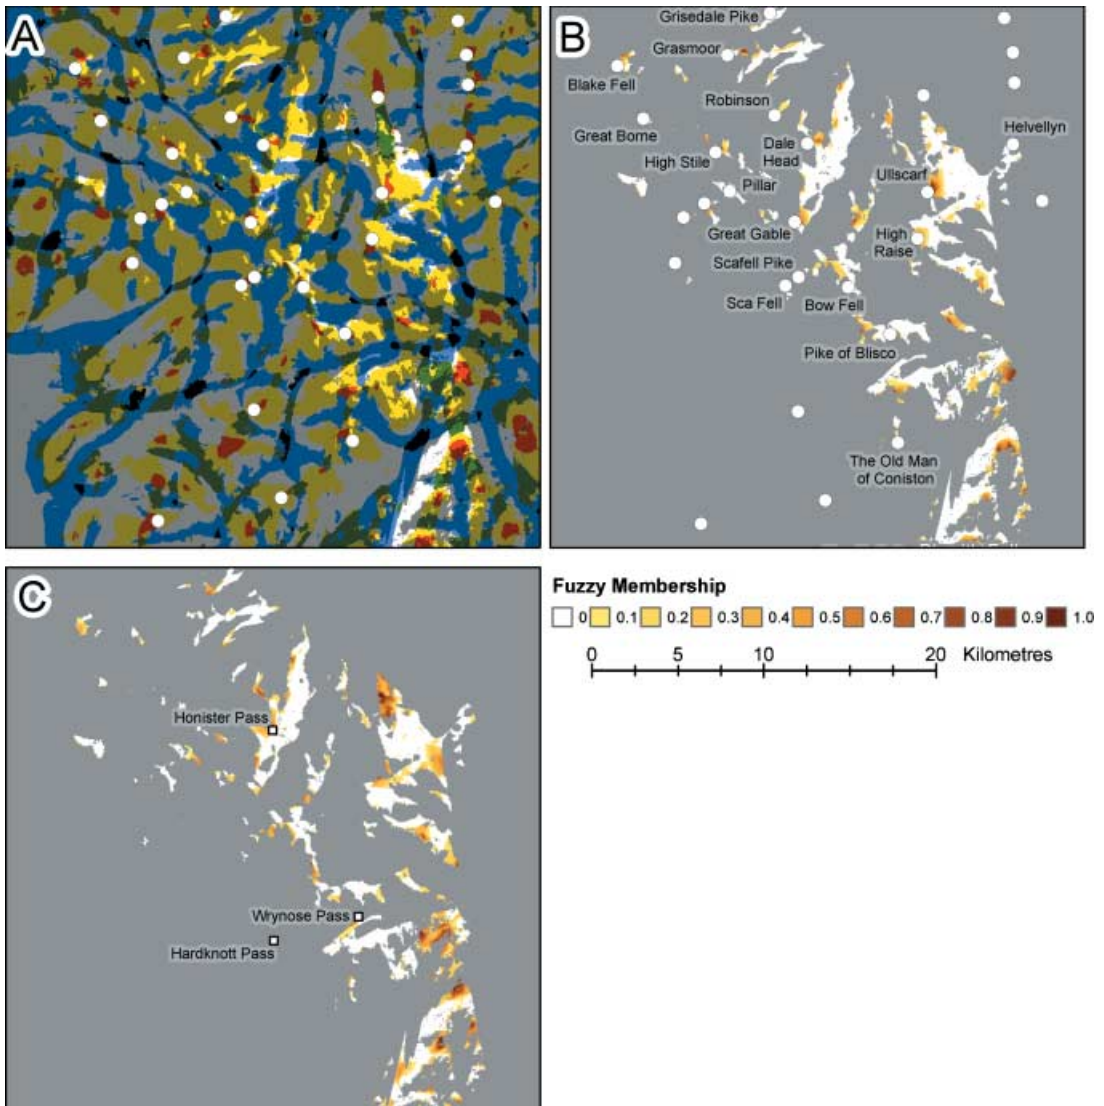 A
B
Grisedale Pike
Grasmoor
Blake Fell
Robinson
Great Borne
Helvellyn
Dale
Head
High Stile
Ullscarf
Pillar
Great Gable
High
Raise
Scafell Pike
Sca Fell
Bow Fell
Pike of Blisco
The Old Man
of Coniston
C
Honister Pass
Wrynose Pass
Hardknott Pass
Fuzzy Membership
0 0.1 0.2 0.3 0.4 0.5 0.6 0.7 0.8 0.9 1.0
0 5 10 20 Kilometres